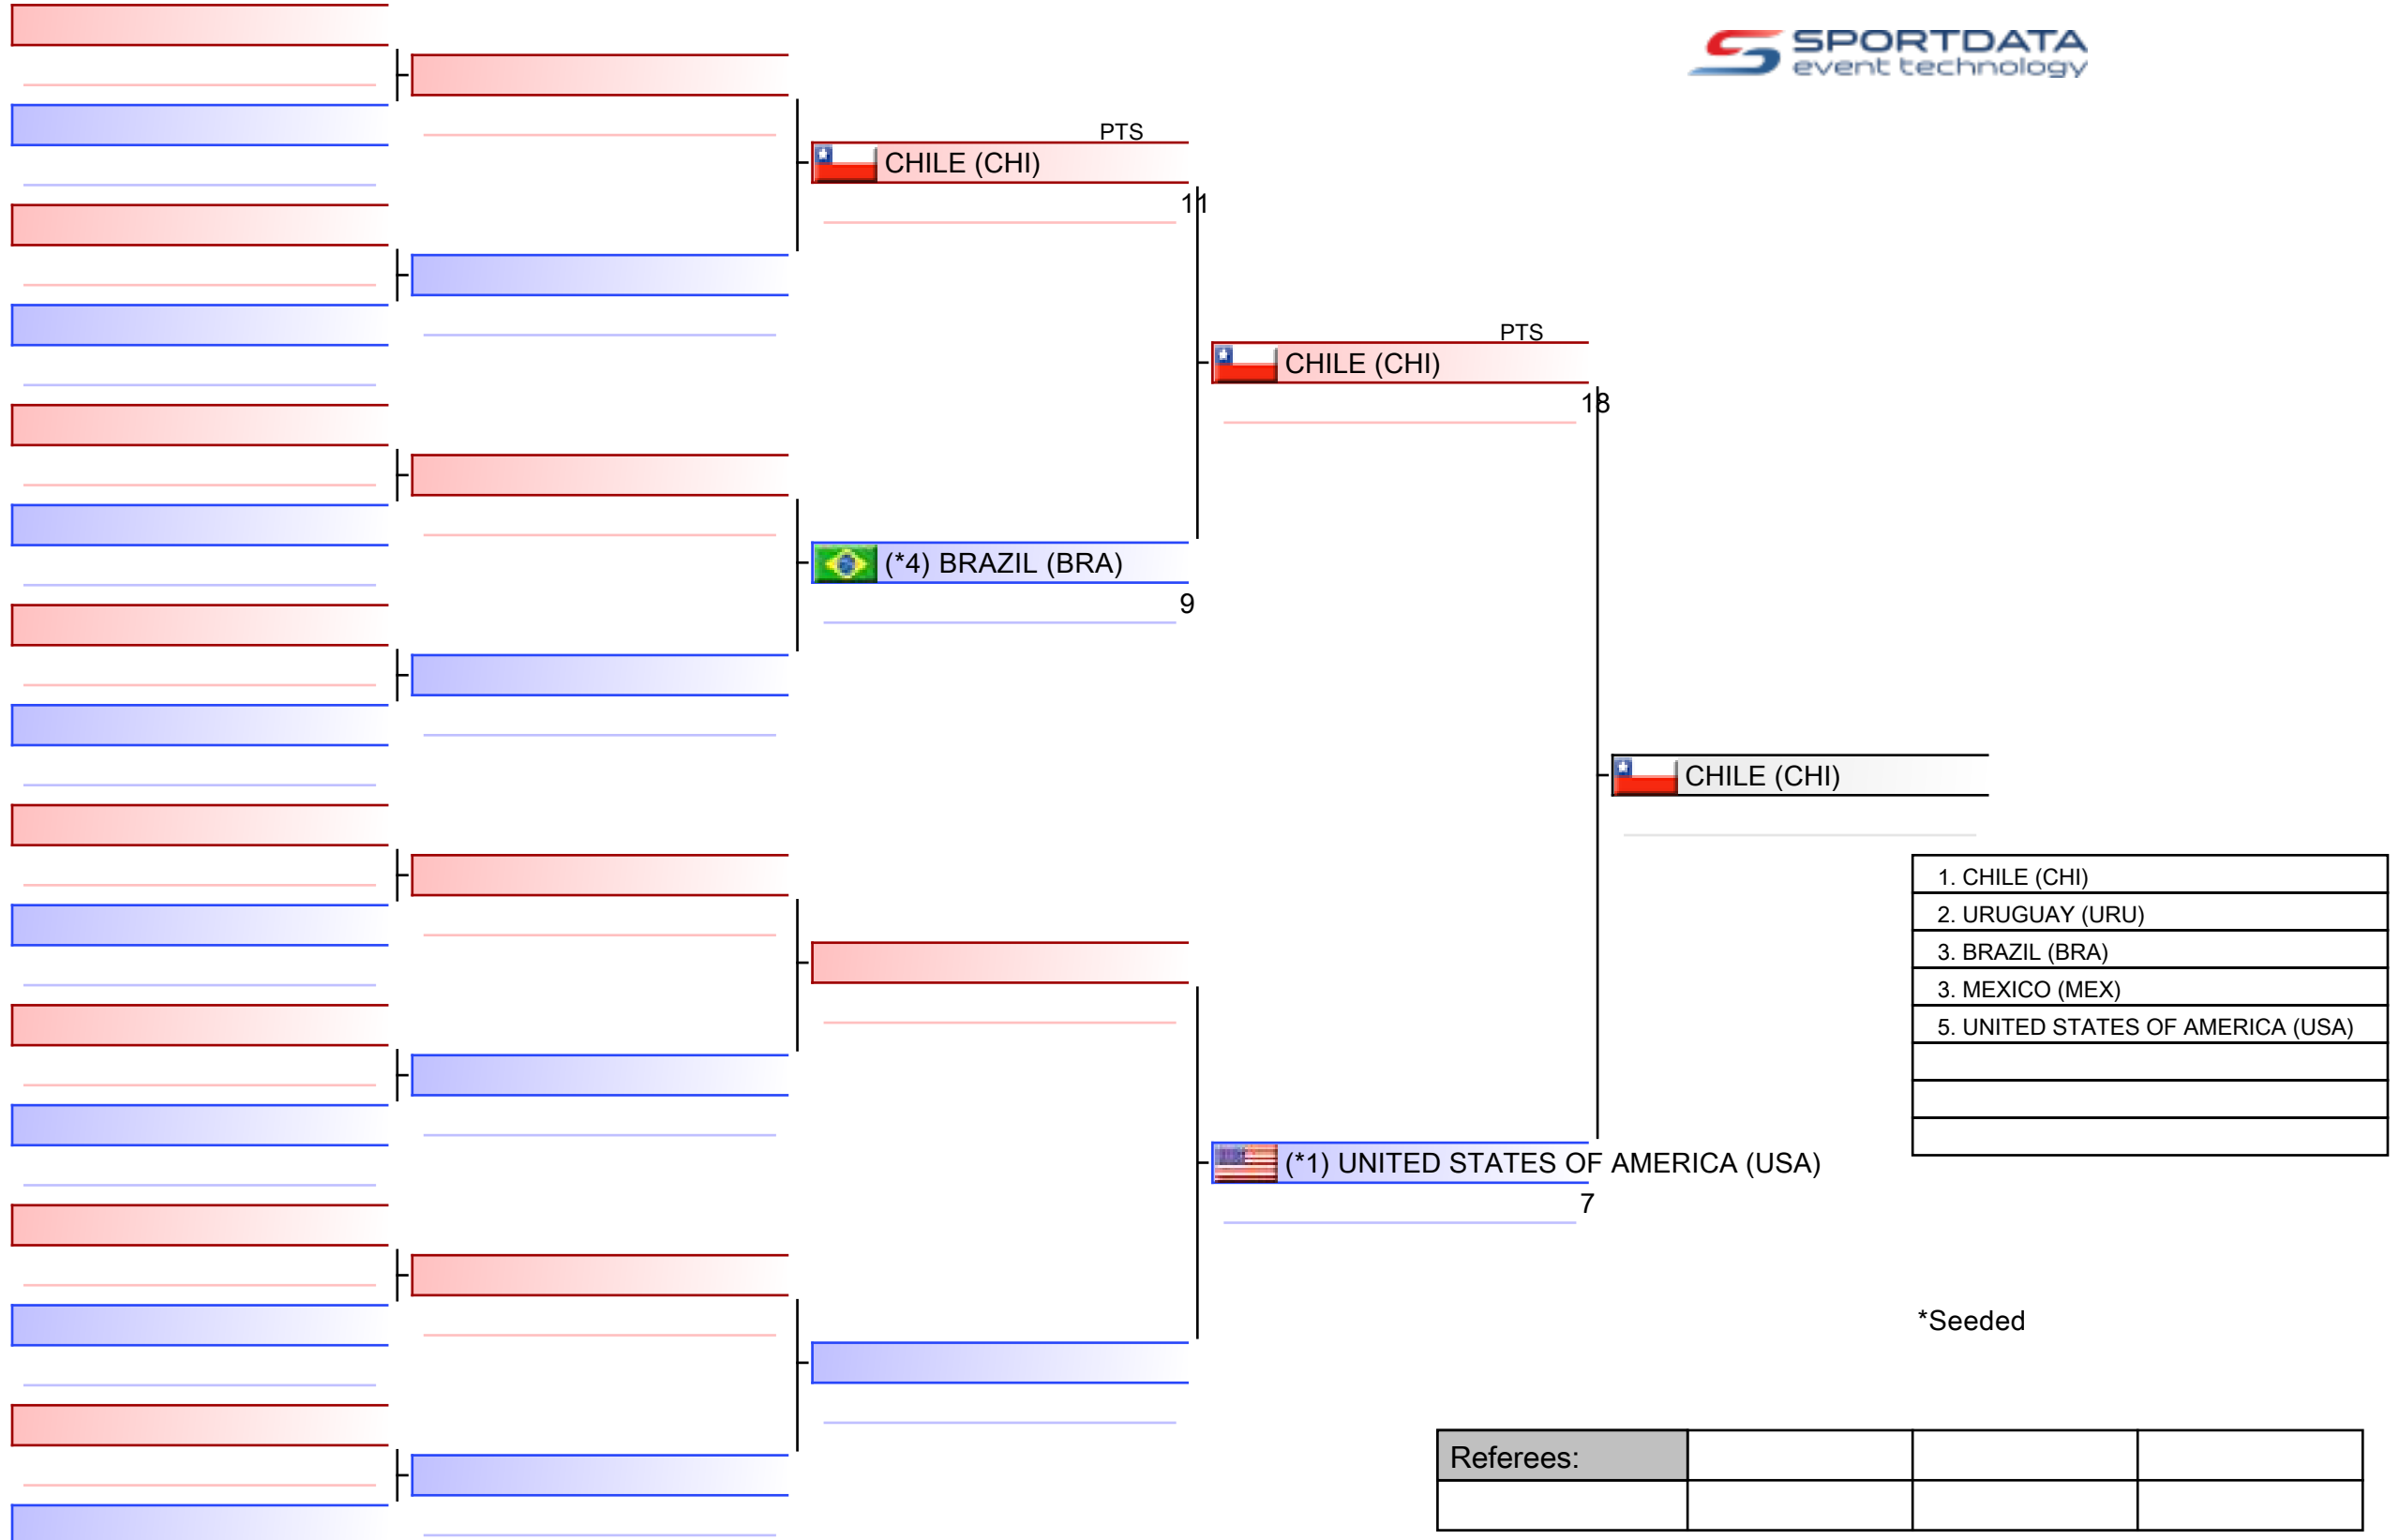 SPORTDATA
event technology
PTS
CHILE (CHI)
11
PTS
CHILE (CHI)
18
(*4) BRAZIL (BRA)
9
CHILE (CHI)
1. CHILE (CHI)
2. URUGUAY (URU)
3. BRAZIL (BRA)
3. MEXICO (MEX)
5. UNITED STATES OF AMERICA (USA)
(*1) UNITED STATES OF AMERICA (USA)
7
*Seeded
Referees: